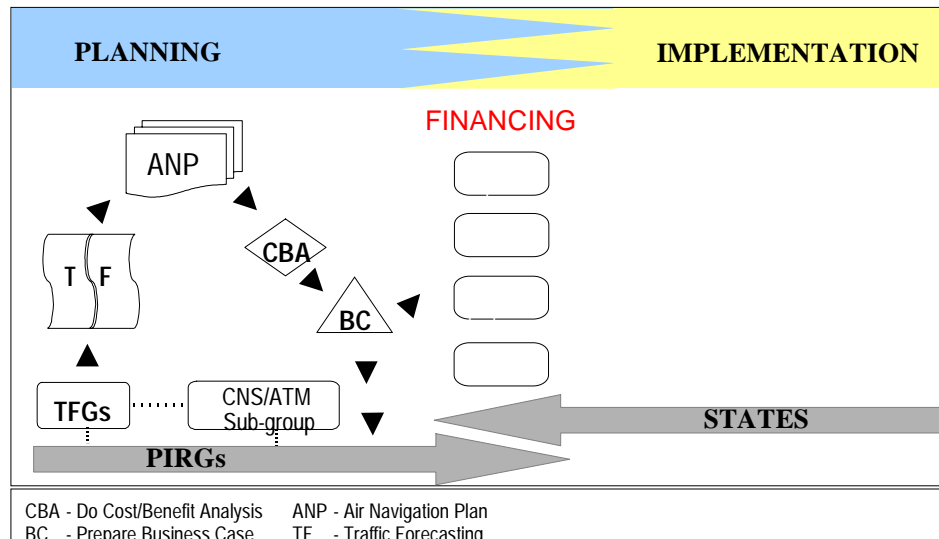 PLANNING
IMPLEMENTATION
FINANCING
ANP
CBA
T F
BC
TFGs
CNS/ATM
Sub-group
STATES
PIRGs
CBA - Do Cost/Benefit Analysis ANP - Air Navigation Plan
BC - Prepare Business Case TF - Traffic Forecasting